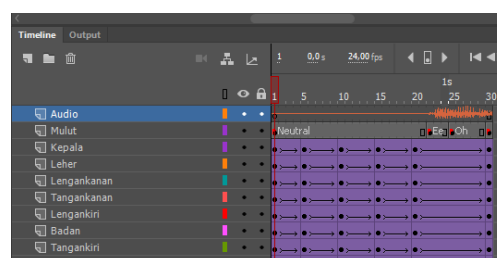 Timeline Output
1 0,0 s 24,00 fps
1s
1 5 10 15 20 25 30
Audio
Mulut Neutral Ee Oh
Kepala
Leher
Lengankanan
Tangankanan
Lengankiri
Badan
Tangankiri